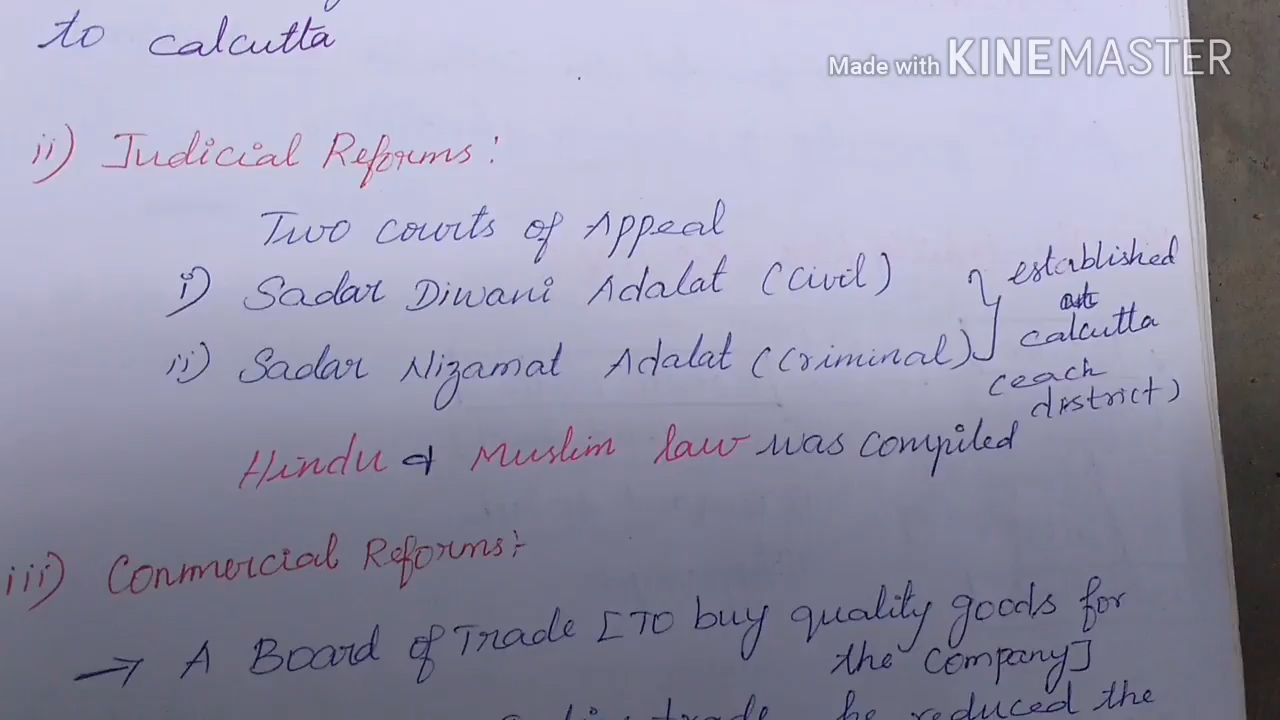 to calcutta
Made with KINEMASTER
ii) Judicial Reforms:
Two courts of Appeal
i) Sadar Diwani Adalat (civil)
ii) Sadar Nizamat Adalat (criminal)
established
at
calcutta
(each
district)
Hindu & Muslim law was compiled
iii) Conmercial Reforms:-
→ A Board of Trade [To buy quality goods for
the company]
trade he reduced the